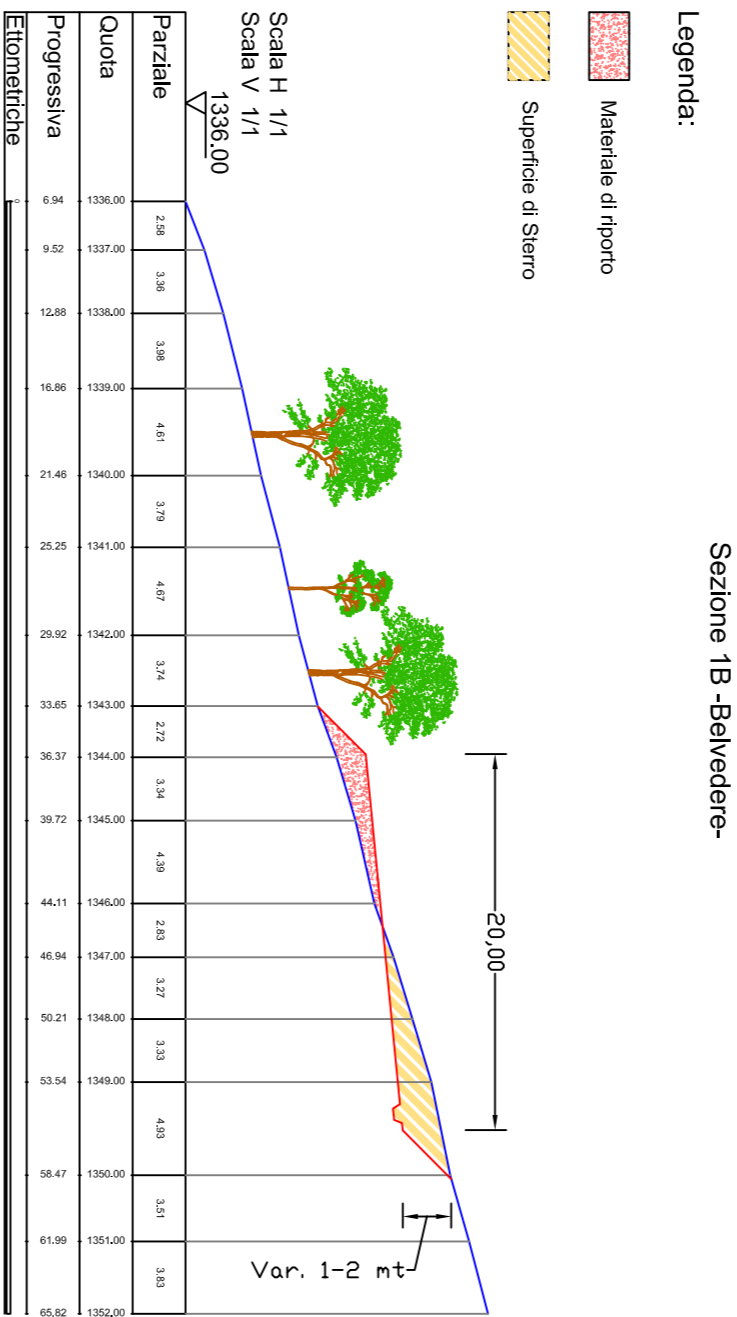 Sezione 1B -Belvedere-
Legenda:
Materiale di riporto
Superficie di Sterro
20,00
Var. 1-2 mt
Scala H 1/1
Scala V 1/1
1336.00
Parziale 2.58 3.36 3.98 4.61 3.79 4.67 3.74 2.72 3.34 4.39 2.83 3.27 3.33 4.93 3.51 3.83
Quota 1336.00 1337.00 1338.00 1339.00 1340.00 1341.00 1342.00 1343.00 1344.00 1345.00 1346.00 1347.00 1348.00 1349.00 1350.00 1351.00 1352.00
Progressiva 6.94 9.52 12.88 16.86 21.46 25.25 29.92 33.65 36.37 39.72 44.11 46.94 50.21 53.54 58.47 61.99 65.82
Ettometriche 0